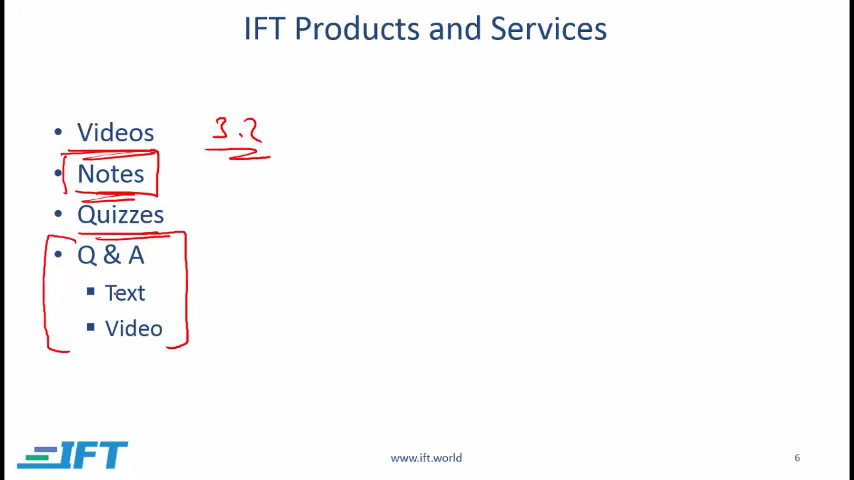 IFT Products and Services
• Videos 3.2
• Notes
• Quizzes
• Q & A
▪ Text
▪ Video
IFT
www.ift.world
6